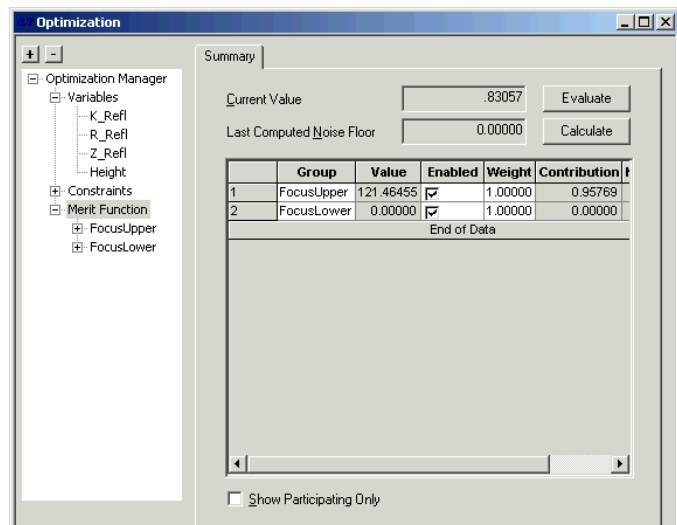 Optimization
+ -
Summary
Optimization Manager
Variables
K_Refl
R_Refl
Z_Refl
Height
Constraints
Merit Function
FocusUpper
FocusLower
Current Value .83057 Evaluate
Last Computed Noise Floor 0.00000 Calculate
Group Value Enabled Weight Contribution
1 FocusUpper 121.46455 1.00000 0.95769
2 FocusLower 0.00000 1.00000 0.00000
End of Data
Show Participating Only